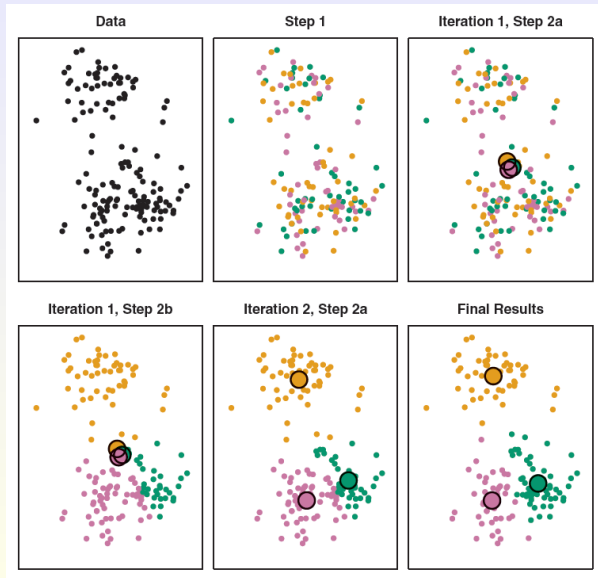 Data
Step 1
Iteration 1, Step 2a
Iteration 1, Step 2b
Iteration 2, Step 2a
Final Results